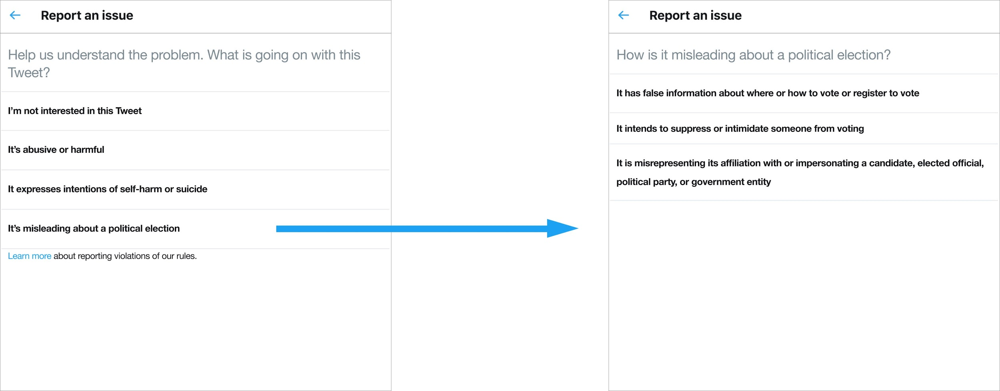 Report an issue
Help us understand the problem. What is going on with this
Tweet?
I’m not interested in this Tweet
It’s abusive or harmful
It expresses intentions of self-harm or suicide
It’s misleading about a political election
Learn more about reporting violations of our rules.
Report an issue
How is it misleading about a political election?
It has false information about where or how to vote or register to vote
It intends to suppress or intimidate someone from voting
It is misrepresenting its affiliation with or impersonating a candidate, elected official,
political party, or government entity